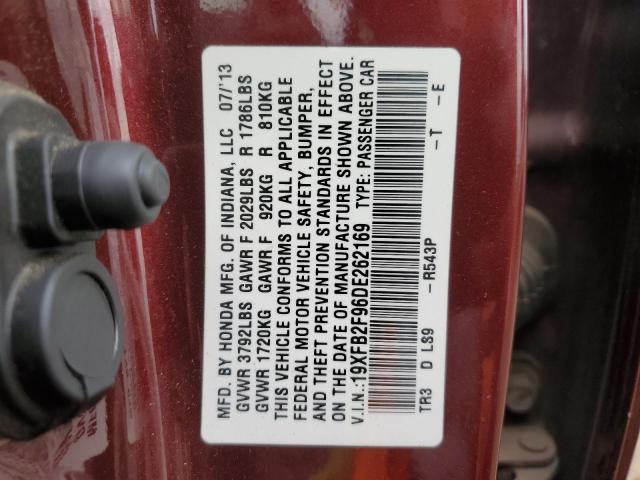 MFD. BY HONDA MFG. OF INDIANA, LLC 07/'13
GVWR 3792LBS GAWR F 2029LBS R 1786LBS
GVWR 1720KG GAWR F 920KG R 810KG
THIS VEHICLE CONFORMS TO ALL APPLICABLE
FEDERAL MOTOR VEHICLE SAFETY, BUMPER,
AND THEFT PREVENTION STANDARDS IN EFFECT
ON THE DATE OF MANUFACTURE SHOWN ABOVE.
V.I.N.:19XFB2F96DE262169 TYPE: PASSENGER CAR
TR3 D L89 -R543P -T -E